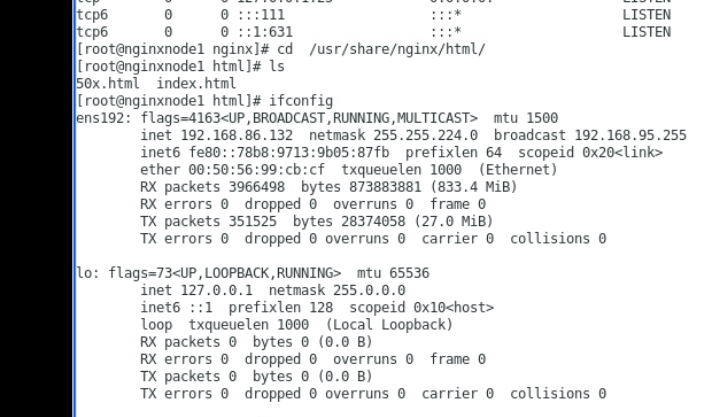 tcp6       0      0 :::111                  :::*                    LISTEN
tcp6       0      0 ::1:631                 :::*                    LISTEN
[root@nginxnode1 nginx]# cd  /usr/share/nginx/html/
[root@nginxnode1 html]# ls
50x.html  index.html
[root@nginxnode1 html]# ifconfig
ens192: flags=4163<UP,BROADCAST,RUNNING,MULTICAST>  mtu 1500
        inet 192.168.86.132  netmask 255.255.224.0  broadcast 192.168.95.255
        inet6 fe80::78b8:9713:9b05:87fb  prefixlen 64  scopeid 0x20<link>
        ether 00:50:56:99:cb:cf  txqueuelen 1000  (Ethernet)
        RX packets 3966498  bytes 873883881 (833.4 MiB)
        RX errors 0  dropped 0  overruns 0  frame 0
        TX packets 351525  bytes 28374058 (27.0 MiB)
        TX errors 0  dropped 0 overruns 0  carrier 0  collisions 0

lo: flags=73<UP,LOOPBACK,RUNNING>  mtu 65536
        inet 127.0.0.1  netmask 255.0.0.0
        inet6 ::1  prefixlen 128  scopeid 0x10<host>
        loop  txqueuelen 1000  (Local Loopback)
        RX packets 0  bytes 0 (0.0 B)
        RX errors 0  dropped 0  overruns 0  frame 0
        TX packets 0  bytes 0 (0.0 B)
        TX errors 0  dropped 0 overruns 0  carrier 0  collisions 0